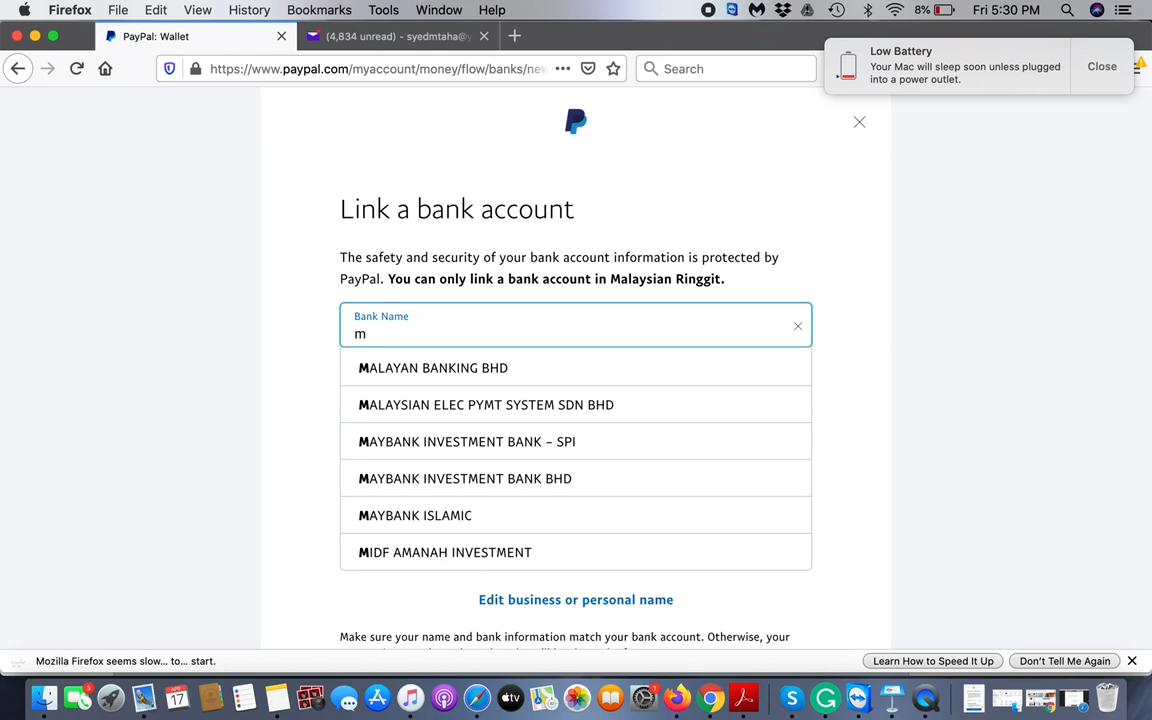 Firefox File Edit View History Bookmarks Tools Window Help 8% Fri 5:30 PM
PayPal: Wallet
(4,834 unread) - syedmtaha@y
https://www.paypal.com/myaccount/money/flow/banks/new
Search
Low Battery
Your Mac will sleep soon unless plugged
into a power outlet.
Close
Link a bank account
The safety and security of your bank account information is protected by
PayPal. You can only link a bank account in Malaysian Ringgit.
Bank Name
m
MALAYAN BANKING BHD
MALAYSIAN ELEC PYMT SYSTEM SDN BHD
MAYBANK INVESTMENT BANK - SPI
MAYBANK INVESTMENT BANK BHD
MAYBANK ISLAMIC
MIDF AMANAH INVESTMENT
Edit business or personal name
Make sure your name and bank information match your bank account. Otherwise, your
Mozilla Firefox seems slow... to... start.
Learn How to Speed It Up
Don't Tell Me Again
3
APR
17
1
tv